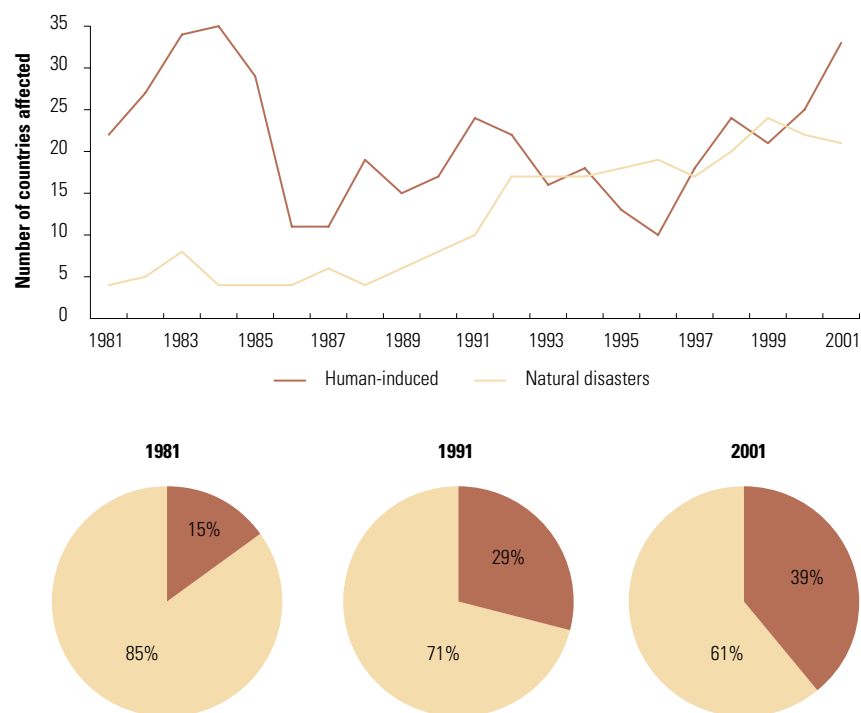 Number of countries affected
35
30
25
20
15
10
5
0
1981 1983 1985 1987 1989 1991 1993 1995 1997 1999 2001
Human-induced Natural disasters
1981 1991 2001
15% 29% 39%
85% 71% 61%